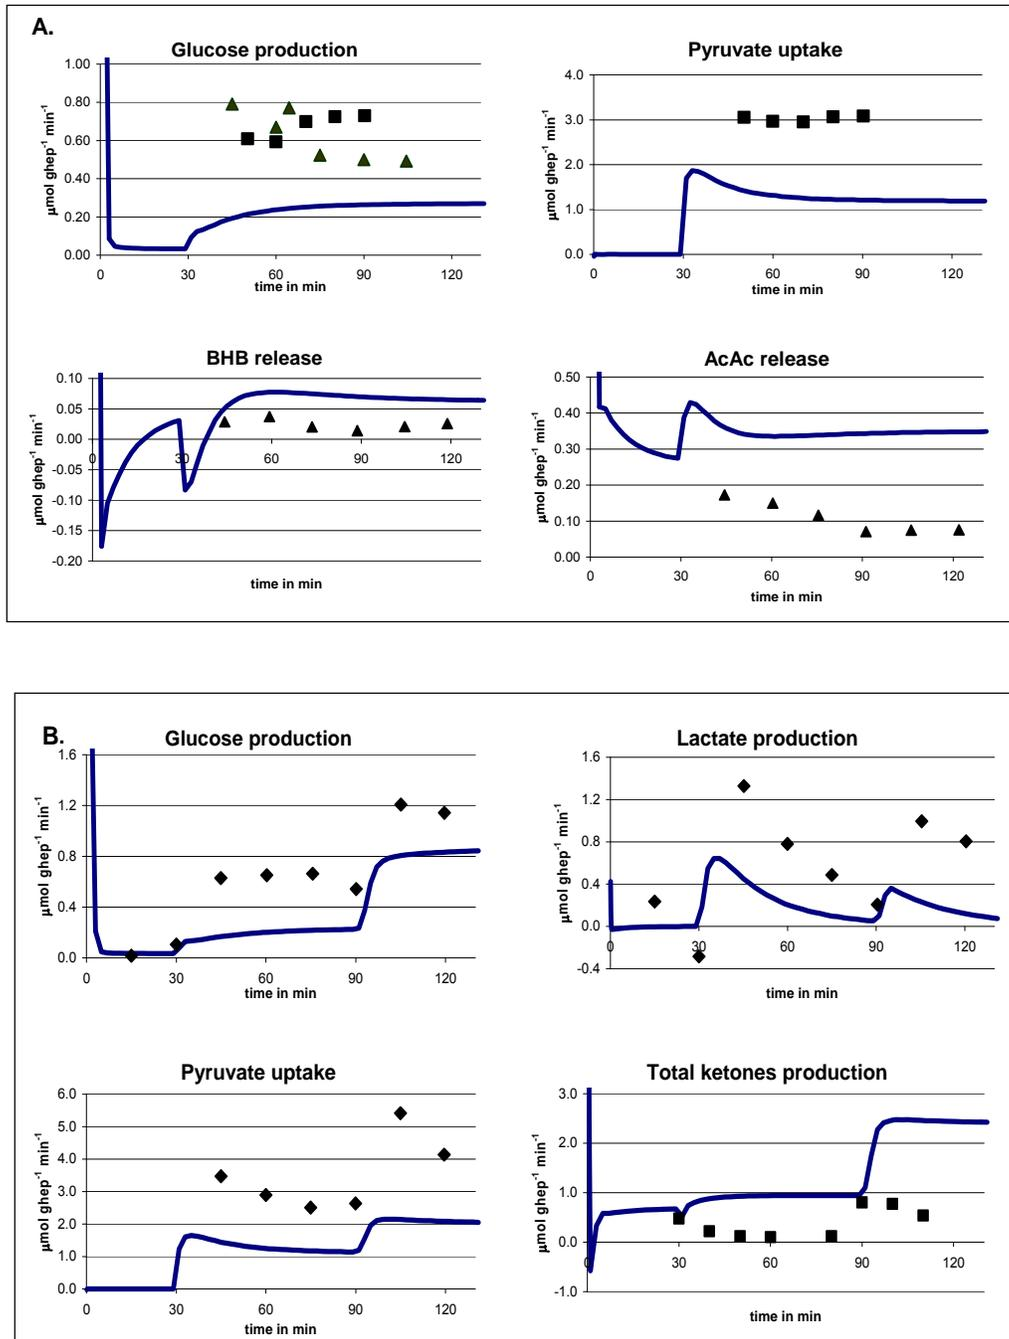 A.
Glucose production
µmol ghep-1 min-1
1.00
0.80
0.60
0.40
0.20
0.00
0 30 60 90 120
time in min
Pyruvate uptake
µmol ghep-1 min-1
4.0
3.0
2.0
1.0
0.0
0 30 60 90 120
time in min
BHB release
µmol ghep-1 min-1
0.10
0.05
0.00
-0.05
-0.10
-0.15
-0.20
0 30 60 90 120
time in min
AcAc release
µmol ghep-1 min-1
0.50
0.40
0.30
0.20
0.10
0.00
0 30 60 90 120
time in min
B.
Glucose production
µmol ghep-1 min-1
1.6
1.2
0.8
0.4
0.0
0 30 60 90 120
time in min
Lactate production
µmol ghep-1 min-1
1.6
1.2
0.8
0.4
0.0
-0.4
0 30 60 90 120
time in min
Pyruvate uptake
µmol ghep-1 min-1
6.0
5.0
4.0
3.0
2.0
1.0
0.0
0 30 60 90 120
time in min
Total ketones production
µmol ghep-1 min-1
3.0
2.0
1.0
0.0
-1.0
0 30 60 90 120
time in min